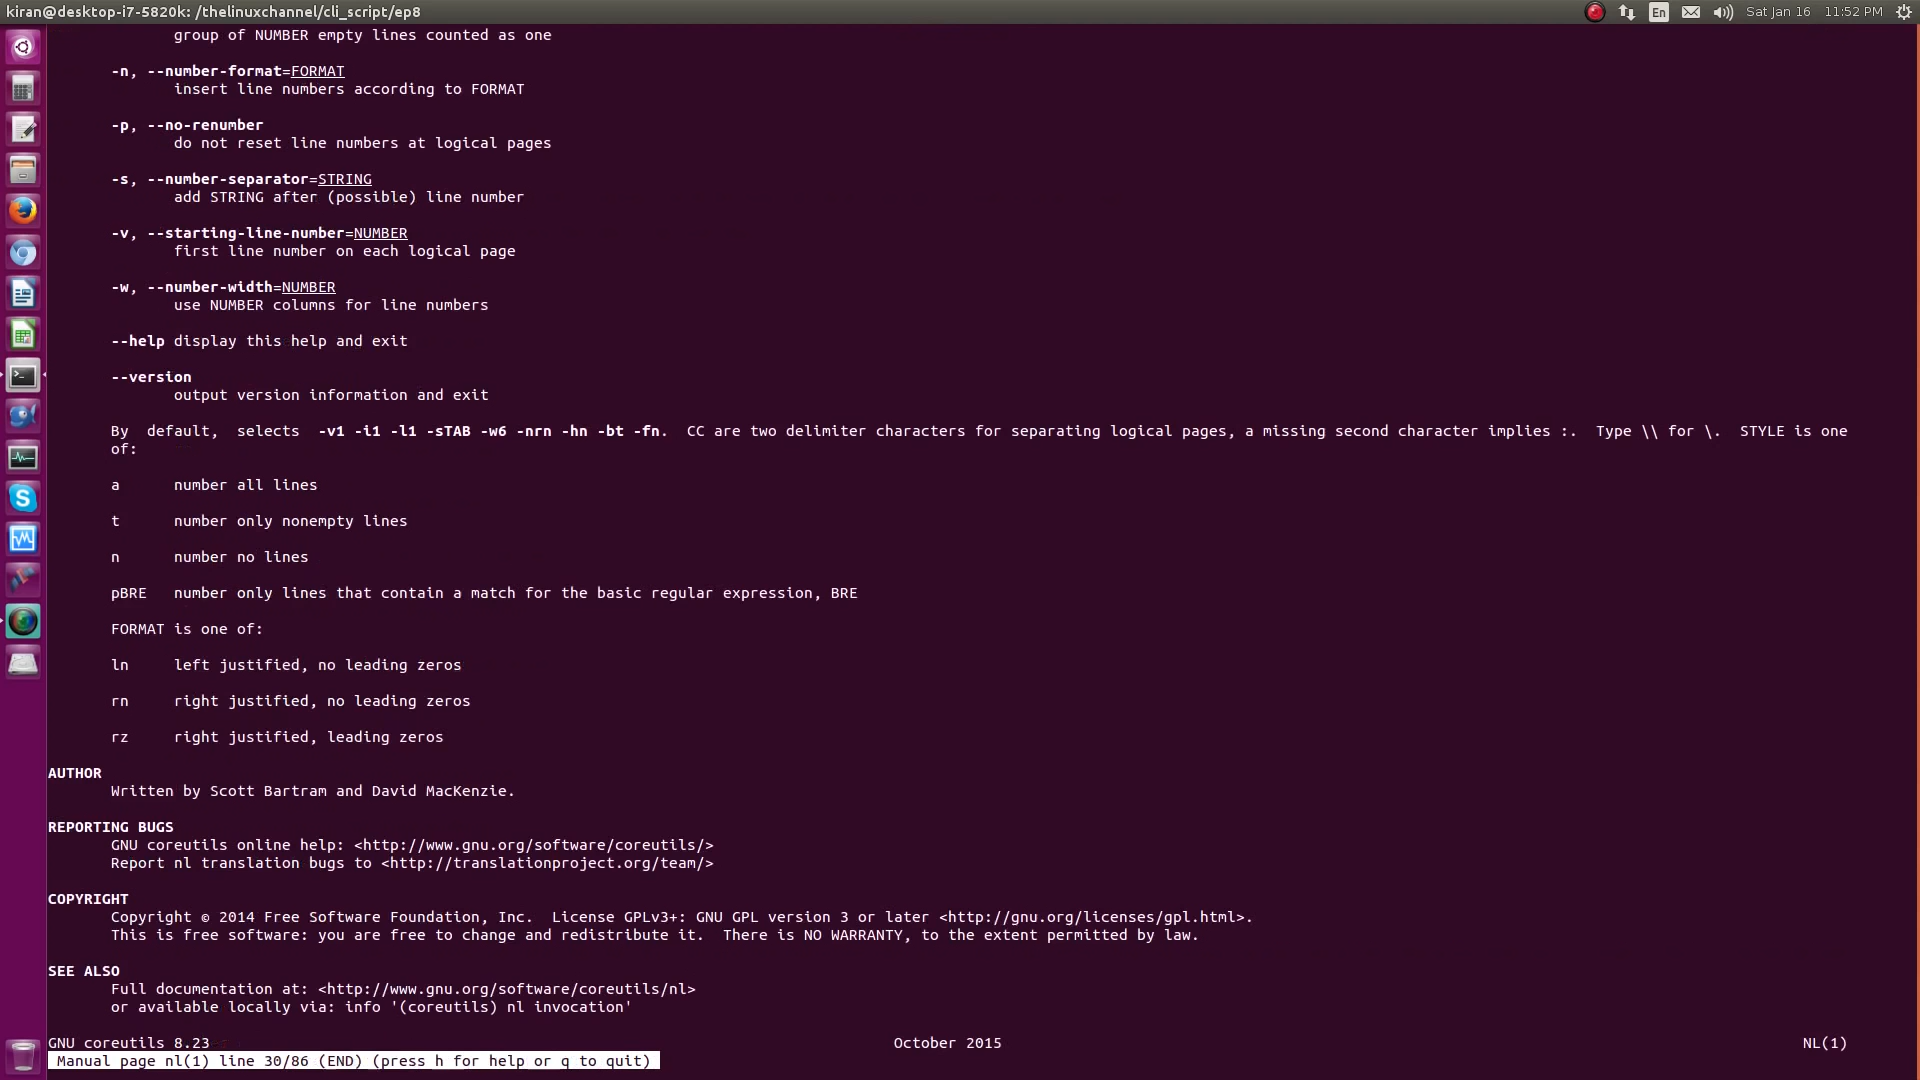 kiran@desktop-i7-5820k: /thelinuxchannel/cli_script/ep8
En
Sat Jan 16 11:52 PM
group of NUMBER empty lines counted as one
-n, --number-format=FORMAT
insert line numbers according to FORMAT
-p, --no-renumber
do not reset line numbers at logical pages
-s, --number-separator=STRING
add STRING after (possible) line number
-v, --starting-line-number=NUMBER
first line number on each logical page
-w, --number-width=NUMBER
use NUMBER columns for line numbers
--help display this help and exit
--version
output version information and exit
By default, selects -v1 -i1 -l1 -sTAB -w6 -nrn -hn -bt -fn. CC are two delimiter characters for separating logical pages, a missing second character implies :. Type \\ for \. STYLE is one
of:
a number all lines
t number only nonempty lines
n number no lines
pBRE number only lines that contain a match for the basic regular expression, BRE
FORMAT is one of:
ln left justified, no leading zeros
rn right justified, no leading zeros
rz right justified, leading zeros
AUTHOR
Written by Scott Bartram and David MacKenzie.
REPORTING BUGS
GNU coreutils online help: <http://www.gnu.org/software/coreutils/>
Report nl translation bugs to <http://translationproject.org/team/>
COPYRIGHT
Copyright © 2014 Free Software Foundation, Inc. License GPLv3+: GNU GPL version 3 or later <http://gnu.org/licenses/gpl.html>.
This is free software: you are free to change and redistribute it. There is NO WARRANTY, to the extent permitted by law.
SEE ALSO
Full documentation at: <http://www.gnu.org/software/coreutils/nl>
or available locally via: info '(coreutils) nl invocation'
GNU coreutils 8.23 October 2015 NL(1)
Manual page nl(1) line 30/86 (END) (press h for help or q to quit)